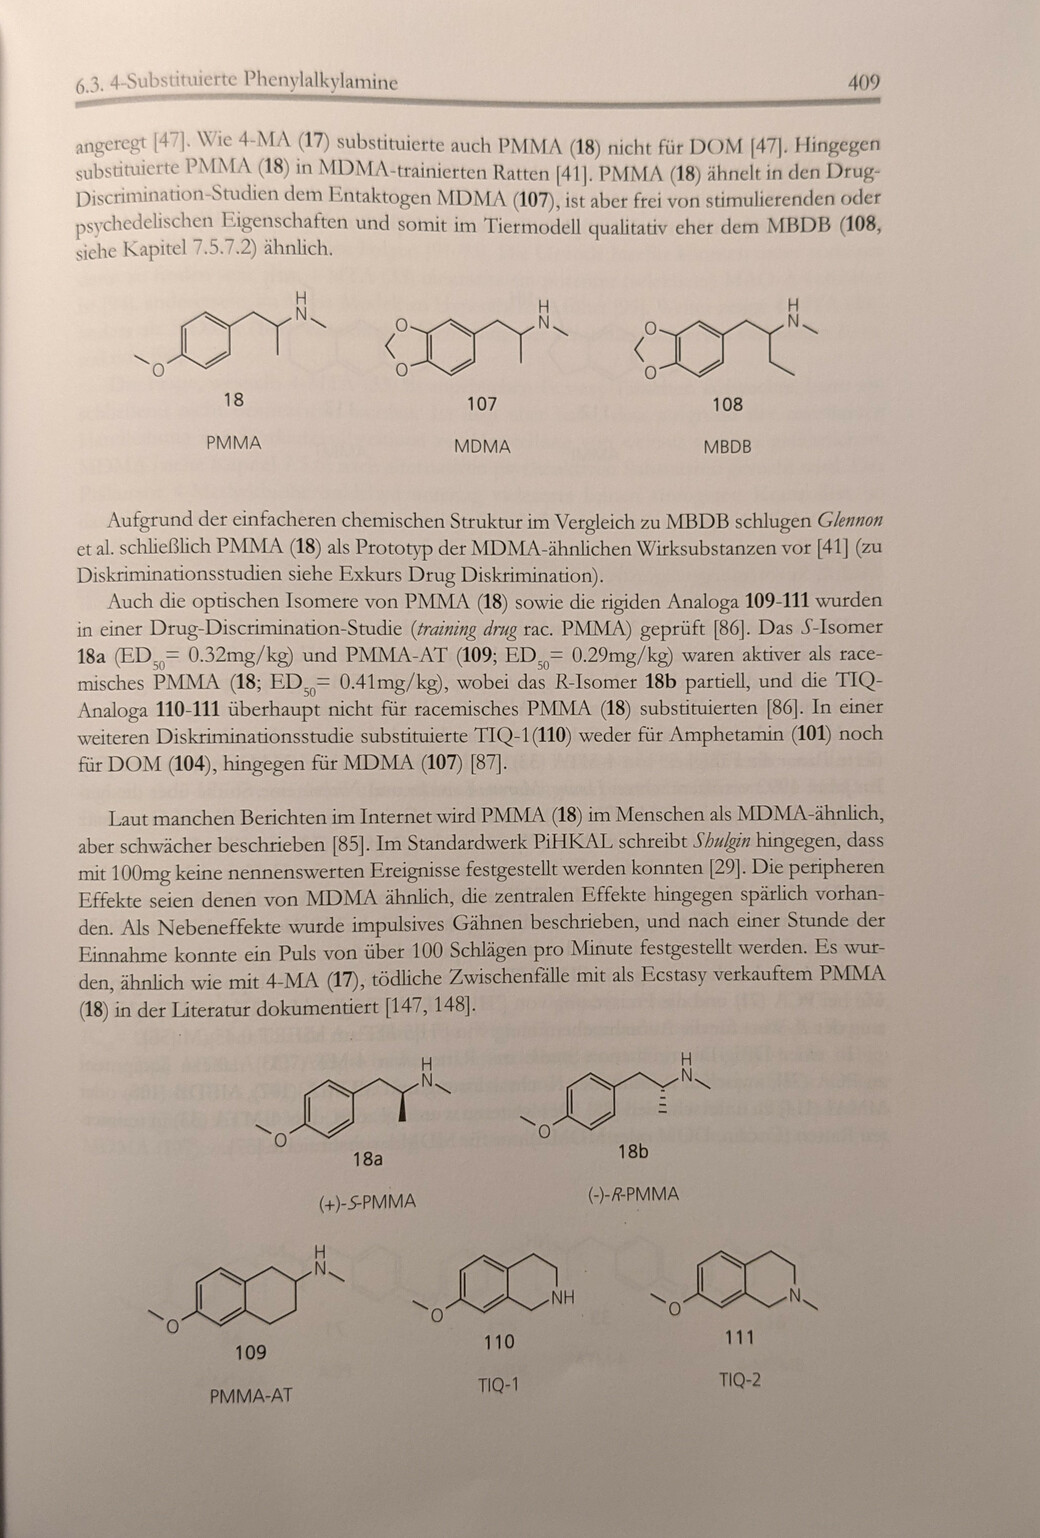 6.3. 4-Substituierte Phenylalkylamine 409
angeregt [47]. Wie 4-MA (17) substituierte auch PMMA (18) nicht für DOM [47]. Hingegen
substituierte PMMA (18) in MDMA-trainierten Ratten [41]. PMMA (18) ähnelt in den Drug-
Discrimination-Studien dem Entaktogen MDMA (107), ist aber frei von stimulierenden oder
psychedelischen Eigenschaften und somit im Tiermodell qualitativ eher dem MBDB (108,
siehe Kapitel 7.5.7.2) ähnlich.
H H H
N O N O N
O O O
18 107 108
PMMA MDMA MBDB
Aufgrund der einfacheren chemischen Struktur im Vergleich zu MBDB schlugen Glennon
et al. schließlich PMMA (18) als Prototyp der MDMA-ähnlichen Wirksubstanzen vor [41] (zu
Diskriminationsstudien siehe Exkurs Drug Diskrimination).
Auch die optischen Isomere von PMMA (18) sowie die rigiden Analoga 109-111 wurden
in einer Drug-Discrimination-Studie (training drug rac. PMMA) geprüft [86]. Das S-Isomer
18a (ED50= 0.32mg/kg) und PMMA-AT (109; ED50= 0.29mg/kg) waren aktiver als race-
misches PMMA (18; ED50= 0.41mg/kg), wobei das R-Isomer 18b partiell, und die TIQ-
Analoga 110-111 überhaupt nicht für racemisches PMMA (18) substituierten [86]. In einer
weiteren Diskriminationsstudie substituierte TIQ-1(110) weder für Amphetamin (101) noch
für DOM (104), hingegen für MDMA (107) [87].
Laut manchen Berichten im Internet wird PMMA (18) im Menschen als MDMA-ähnlich,
aber schwächer beschrieben [85]. Im Standardwerk PiHKAL schreibt Shulgin hingegen, dass
mit 100mg keine nennenswerten Ereignisse festgestellt werden konnten [29]. Die peripheren
Effekte seien denen von MDMA ähnlich, die zentralen Effekte hingegen spärlich vorhan-
den. Als Nebeneffekte wurde impulsives Gähnen beschrieben, und nach einer Stunde der
Einnahme konnte ein Puls von über 100 Schlägen pro Minute festgestellt werden. Es wur-
den, ähnlich wie mit 4-MA (17), tödliche Zwischenfälle mit als Ecstasy verkauftem PMMA
(18) in der Literatur dokumentiert [147, 148].
H H
N N
O O
18a 18b
(+)-S-PMMA (-)-R-PMMA
H
N
O O NH O N
109 110 111
PMMA-AT TIQ-1 TIQ-2